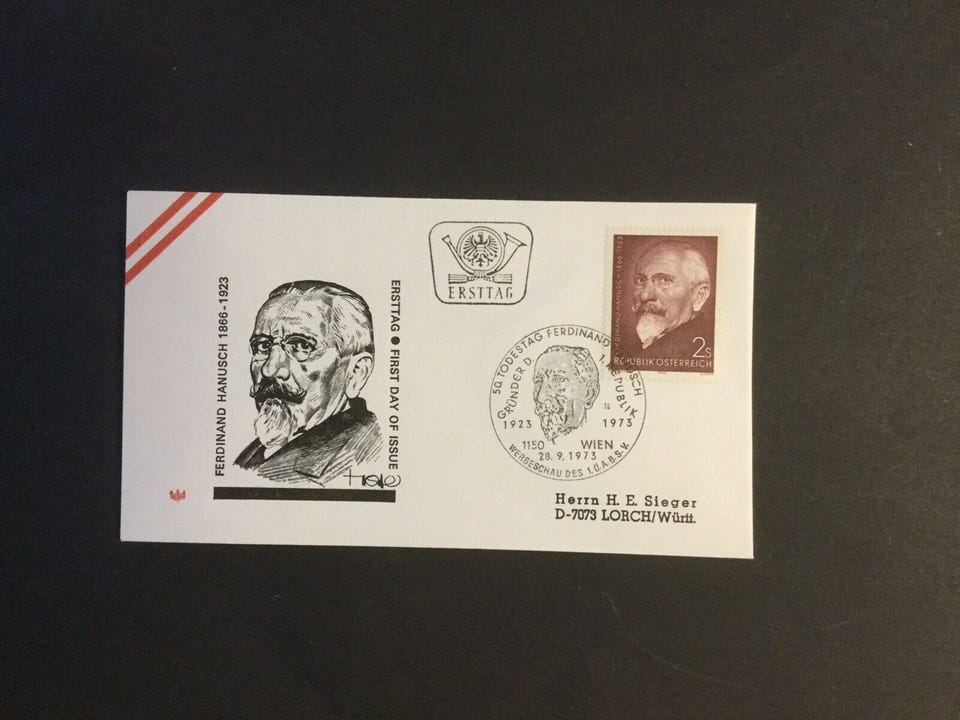 FERDINAND HANUSCH 1866-1923
ERSTTAG ● FIRST DAY OF ISSUE
ERSTTAG
FERDINAND HANUSCH 1866-1923
2s
REPUBLIK ÖSTERREICH
50. TODESTAG FERDINAND HANUSCH
GRÜNDER D. 1. REPUBLIK
14
1923 1973
1150 WIEN
28.9.1973
WERBESCHAU DES 1.Ü.A.B.S.V.
Herrn H. E. Sieger
D-7073 LORCH/Württ.